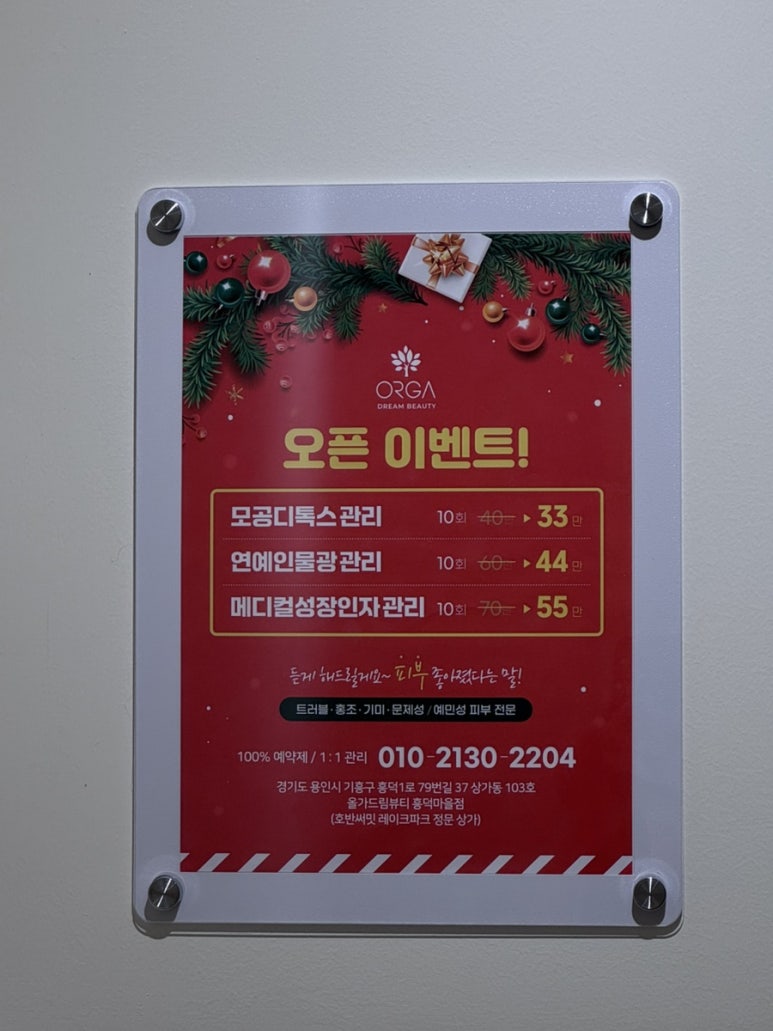 ORGA
DREAM BEAUTY
오픈 이벤트!
모공디톡스 관리 10회 40만 ▶ 33만
연예인물광 관리 10회 60만 ▶ 44만
메디컬성장인자 관리 10회 70만 ▶ 55만
듣게 해드릴게요~ 피부 좋아졌다는 말!
트러블·홍조·기미·문제성/예민성 피부 전문
100% 예약제 / 1:1 관리 010-2130-2204
경기도 용인시 기흥구 흥덕1로 79번길 37 상가동 103호
올가드림뷰티 흥덕마을점
(호반써밋 레이크파크 정문 상가)